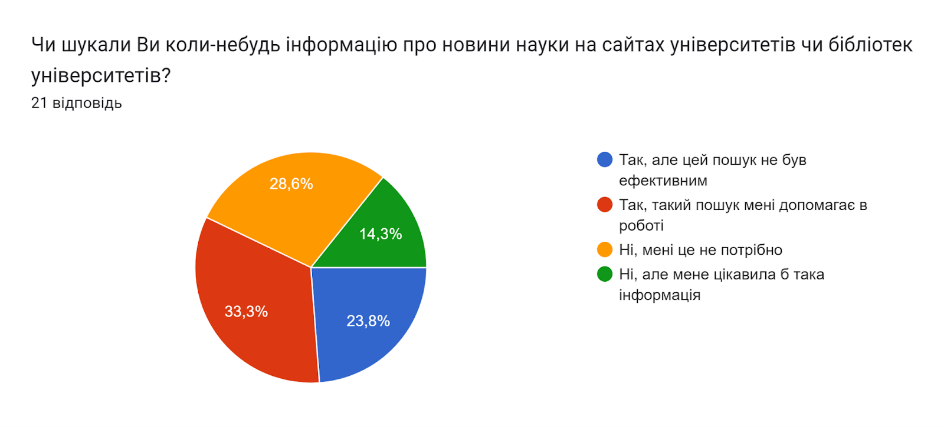 Чи шукали Ви коли-небудь інформацію про новини науки на сайтах університетів чи бібліотек
університетів?
21 відповідь
28,6%
14,3%
33,3%
23,8%
Так, але цей пошук не був
ефективним
Так, такий пошук мені допомагає в
роботі
Ні, мені це не потрібно
Ні, але мене цікавила б така
інформація